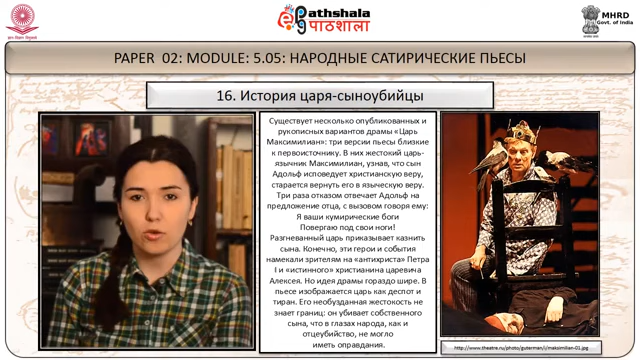 ePathshala
पाठशाला
MHRD
Govt. of India
PAPER 02: MODULE: 5.05: НАРОДНЫЕ САТИРИЧЕСКИЕ ПЬЕСЫ
16. История царя-сыноубийцы
Существует несколько опубликованных и
рукописных вариантов драмы «Царь
Максимилиан»: три версии пьесы близкие
к первоисточнику. В них жестокий царь-
язычник Максимилиан, узнав, что сын
Адольф исповедует христианскую веру,
старается вернуть его в языческую веру.
Три раза отказом отвечает Адольф на
предложение отца, с вызовом говоря ему:
Я ваши кумирические боги
Повергаю под свои ноги!
Разгневанный царь приказывает казнить
сына. Конечно, эти герои и события
намекали зрителям на «антихриста» Петра
I и «истинного» христианина царевича
Алексея. Но идея драмы гораздо шире. В
пьесе изображается царь как деспот и
тиран. Его необузданная жестокость не
знает границ: он убивает собственного
сына, что в глазах народа, как и
отцеубийство, не могло
иметь оправдания.
http://www.theatre.ru/photo/guterman/i/maksimilian-01.jpg